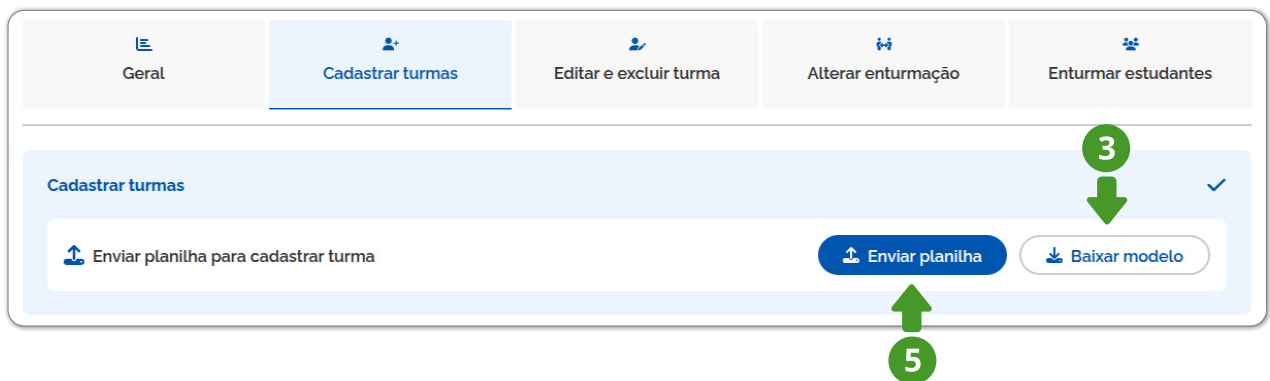 Geral
Cadastrar turmas
Editar e excluir turma
Alterar enturmação
Enturmar estudantes
3
Cadastrar turmas
Enviar planilha para cadastrar turma
Enviar planilha
Baixar modelo
5